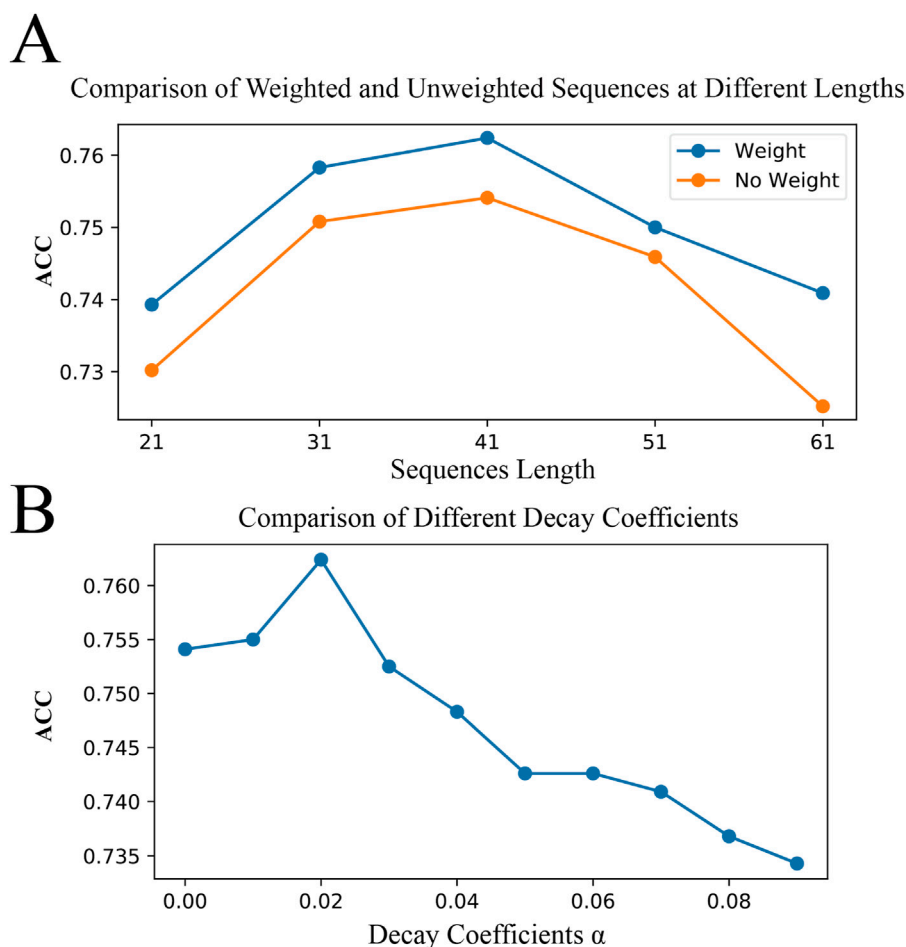 A
Comparison of Weighted and Unweighted Sequences at Different Lengths
Weight
No Weight
0.76
0.75
0.74
0.73
ACC
21 31 41 51 61
Sequences Length
B
Comparison of Different Decay Coefficients
0.760
0.755
0.750
0.745
0.740
0.735
ACC
0.00 0.02 0.04 0.06 0.08
Decay Coefficients α